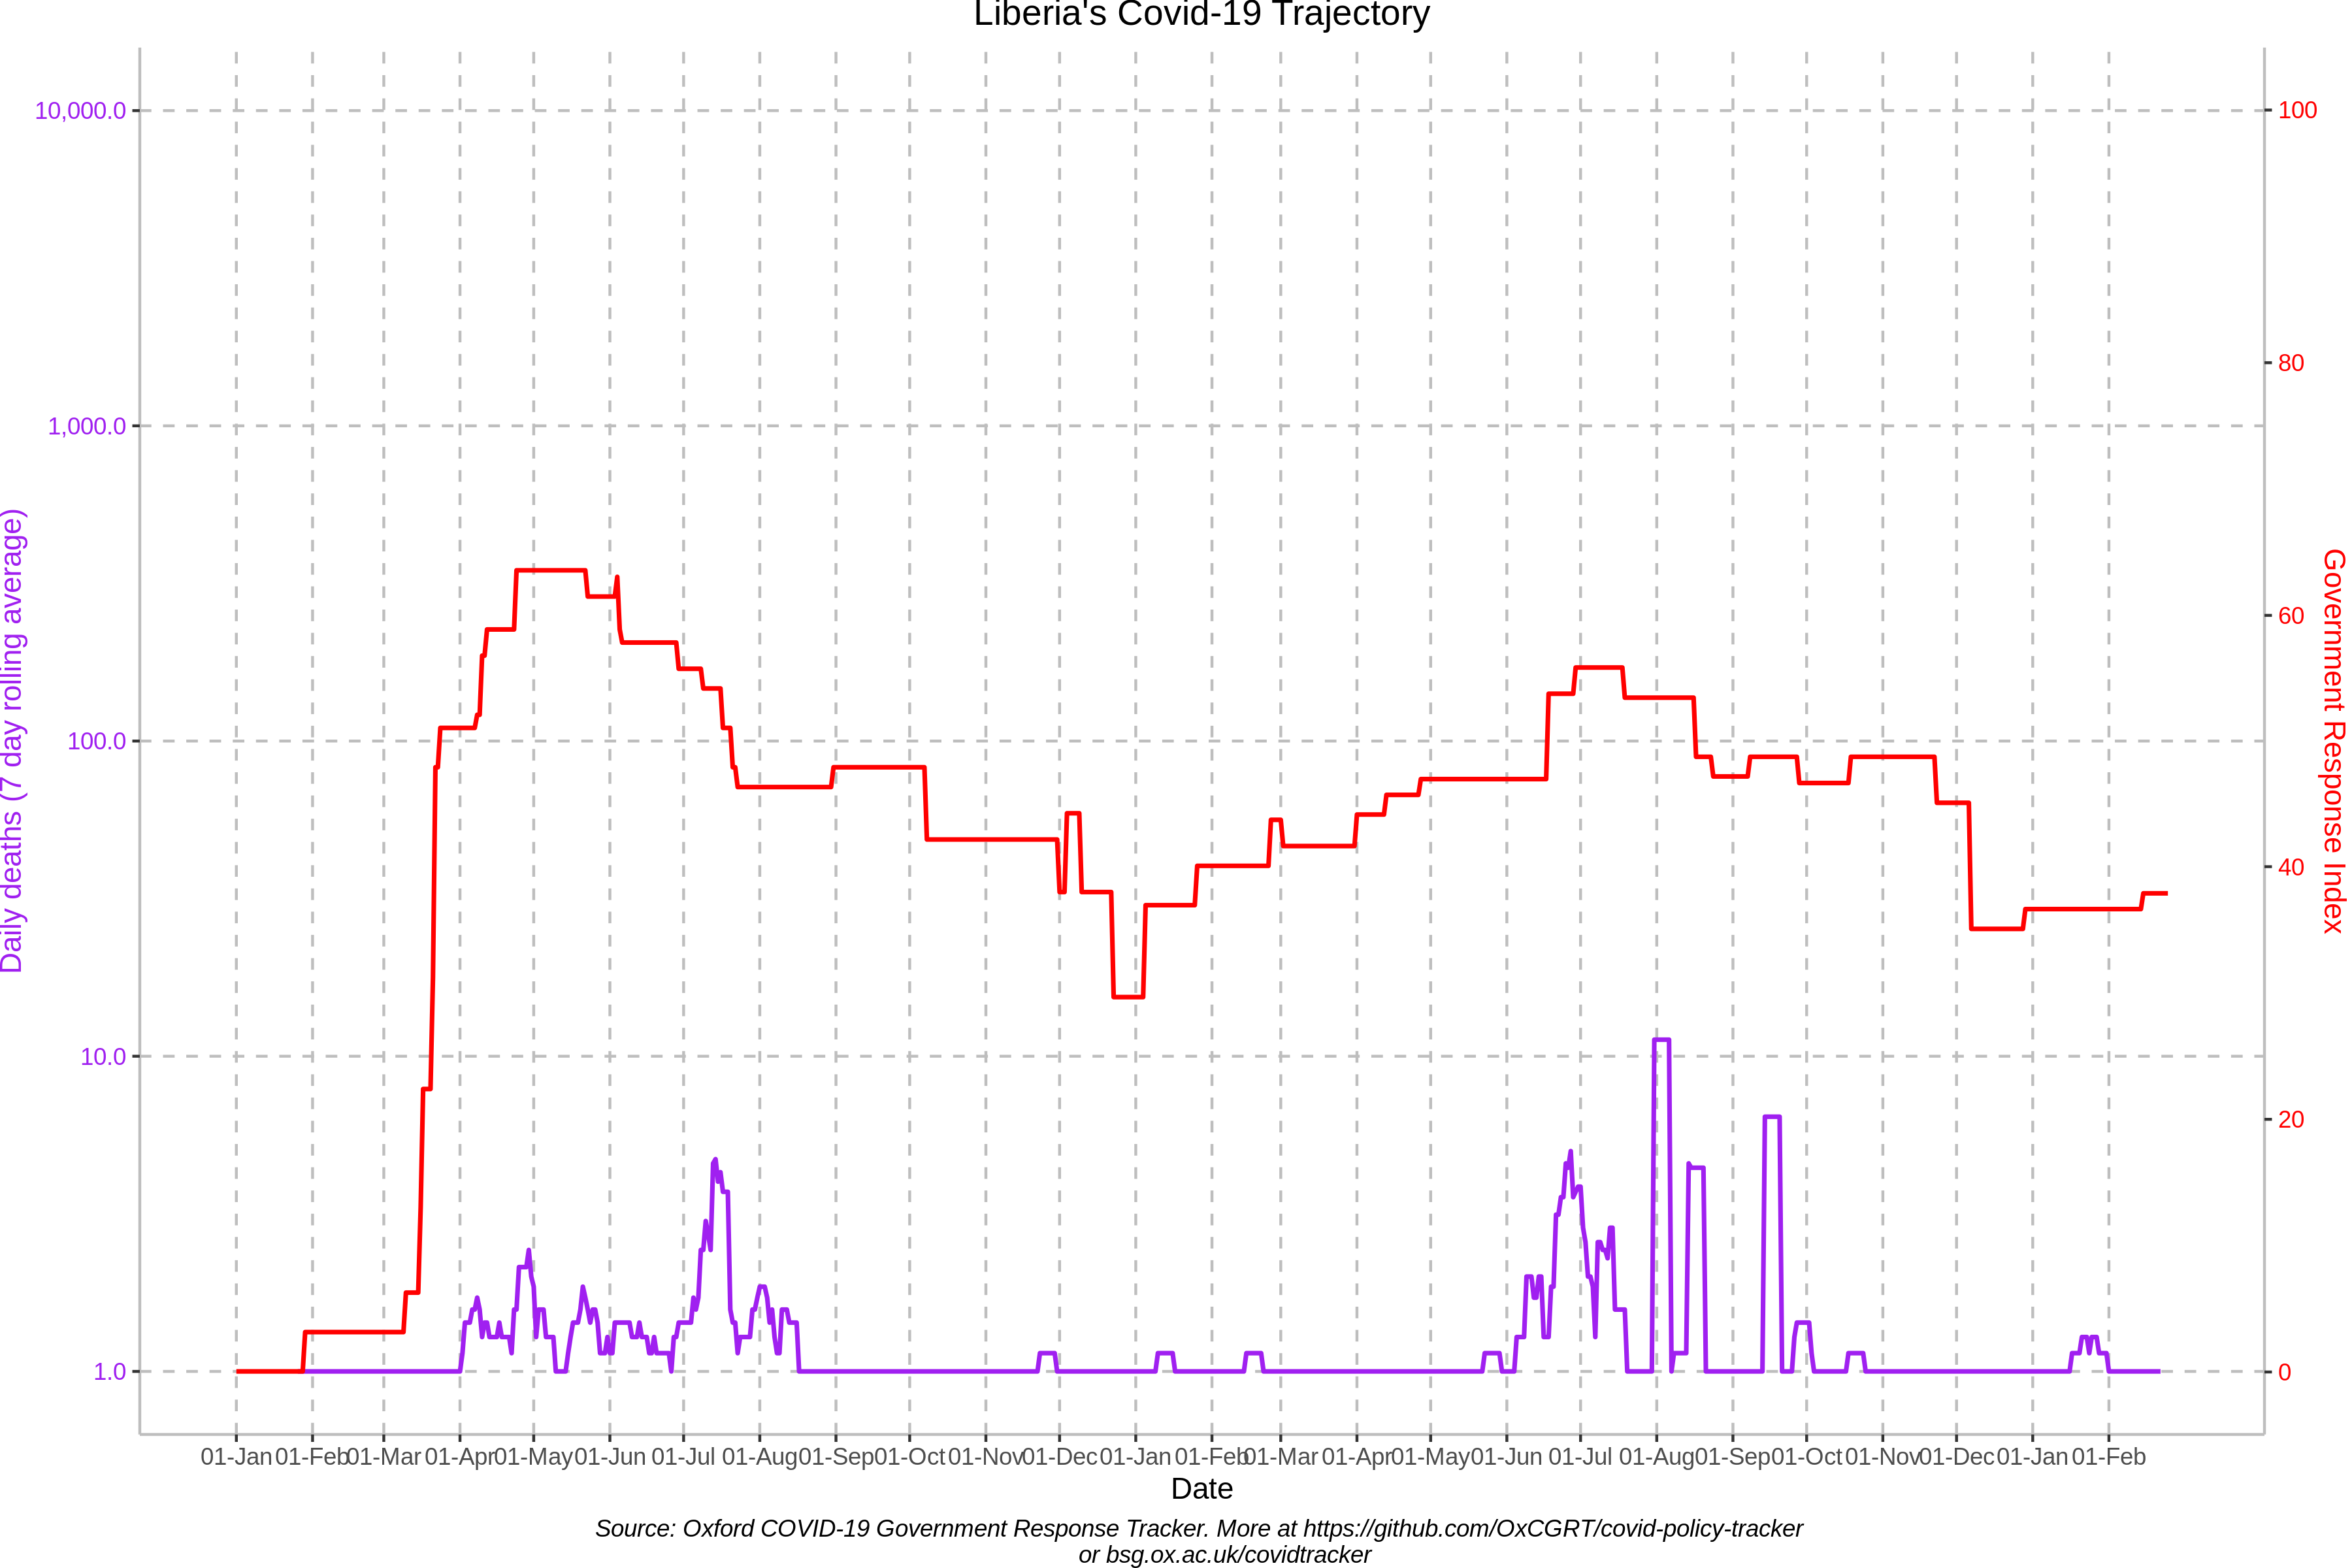 Liberia's Covid-19 Trajectory
10,000.0
1,000.0
100.0
10.0
1.0
Daily deaths (7 day rolling average)
100
80
60
40
20
0
Government Response Index
01-Jan 01-Feb 01-Mar 01-Apr 01-May 01-Jun 01-Jul 01-Aug 01-Sep 01-Oct 01-Nov 01-Dec 01-Jan 01-Feb 01-Mar 01-Apr 01-May 01-Jun 01-Jul 01-Aug 01-Sep 01-Oct 01-Nov 01-Dec 01-Jan 01-Feb
Date
Source: Oxford COVID-19 Government Response Tracker. More at https://github.com/OxCGRT/covid-policy-tracker
or bsg.ox.ac.uk/covidtracker